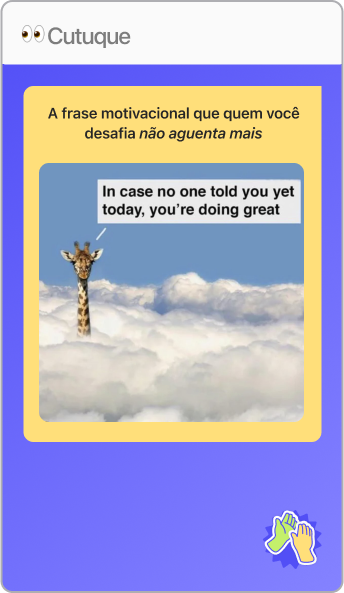 👀Cutuque
A frase motivacional que quem você
desafia não aguenta mais
In case no one told you yet
today, you’re doing great